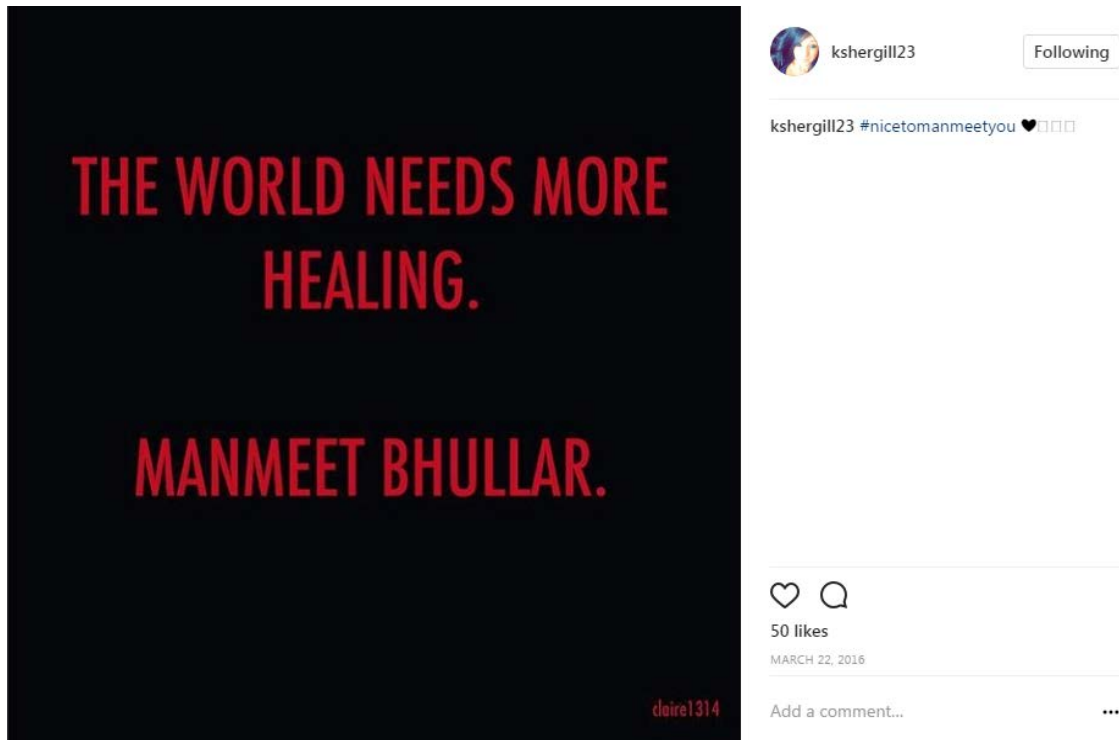 THE WORLD NEEDS MORE
HEALING.
MANMEET BHULLAR.
claire1314
kshergill23
Following
kshergill23 #nicetomanmeetyou 🖤
50 likes
MARCH 22, 2016
Add a comment...